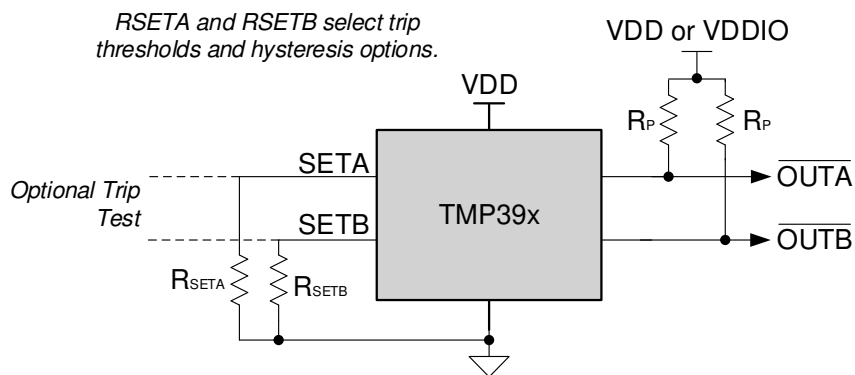 RSETA and RSETB select trip
thresholds and hysteresis options.
VDD or VDDIO
VDD
RP
RP
SETA
OUTA
Optional Trip
Test
TMP39x
SETB
OUTB
RSETA
RSETB